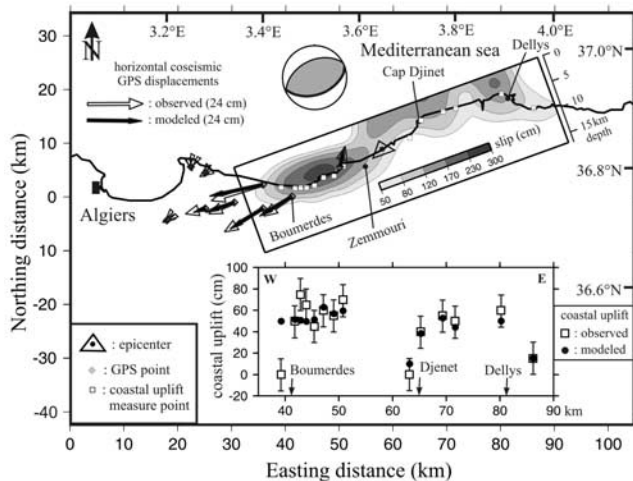 3.2°E 3.4°E 3.6°E 3.8°E 4.0°E
30
20
10
0
-10
-20
-30
-40
Northing distance (km)
N
horizontal coseismic
GPS displacements
: observed (24 cm)
: modeled (24 cm)
Mediterranean sea
Dellys
Cap Djinet
0
5
10
15km
depth
37.0°N
36.8°N
36.6°N
slip (cm)
50 80 120 170 230 300
Algiers
Boumerdes
Zemmouri
: epicenter
: GPS point
: coastal uplift
measure point
W
E
coastal uplift (cm)
100
80
60
40
20
0
-20
Boumerdes
Djenet
Dellys
40 50 60 70 80 90
km
coastal uplift
: observed
: modeled
0 10 20 30 40 50 60 70 80 90 100
Easting distance (km)